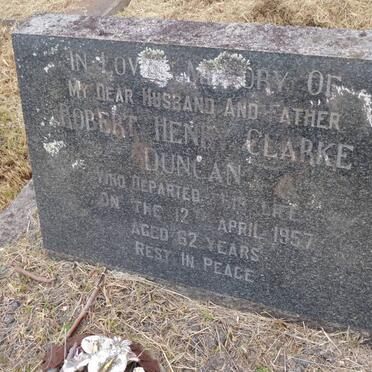 IN LOVING MEMORY OF
MY DEAR HUSBAND AND FATHER
ROBERT HENRY CLARKE
DUNCAN
WHO DEPARTED THIS LIFE
ON THE 12TH APRIL 1957
AGED 62 YEARS
REST IN PEACE